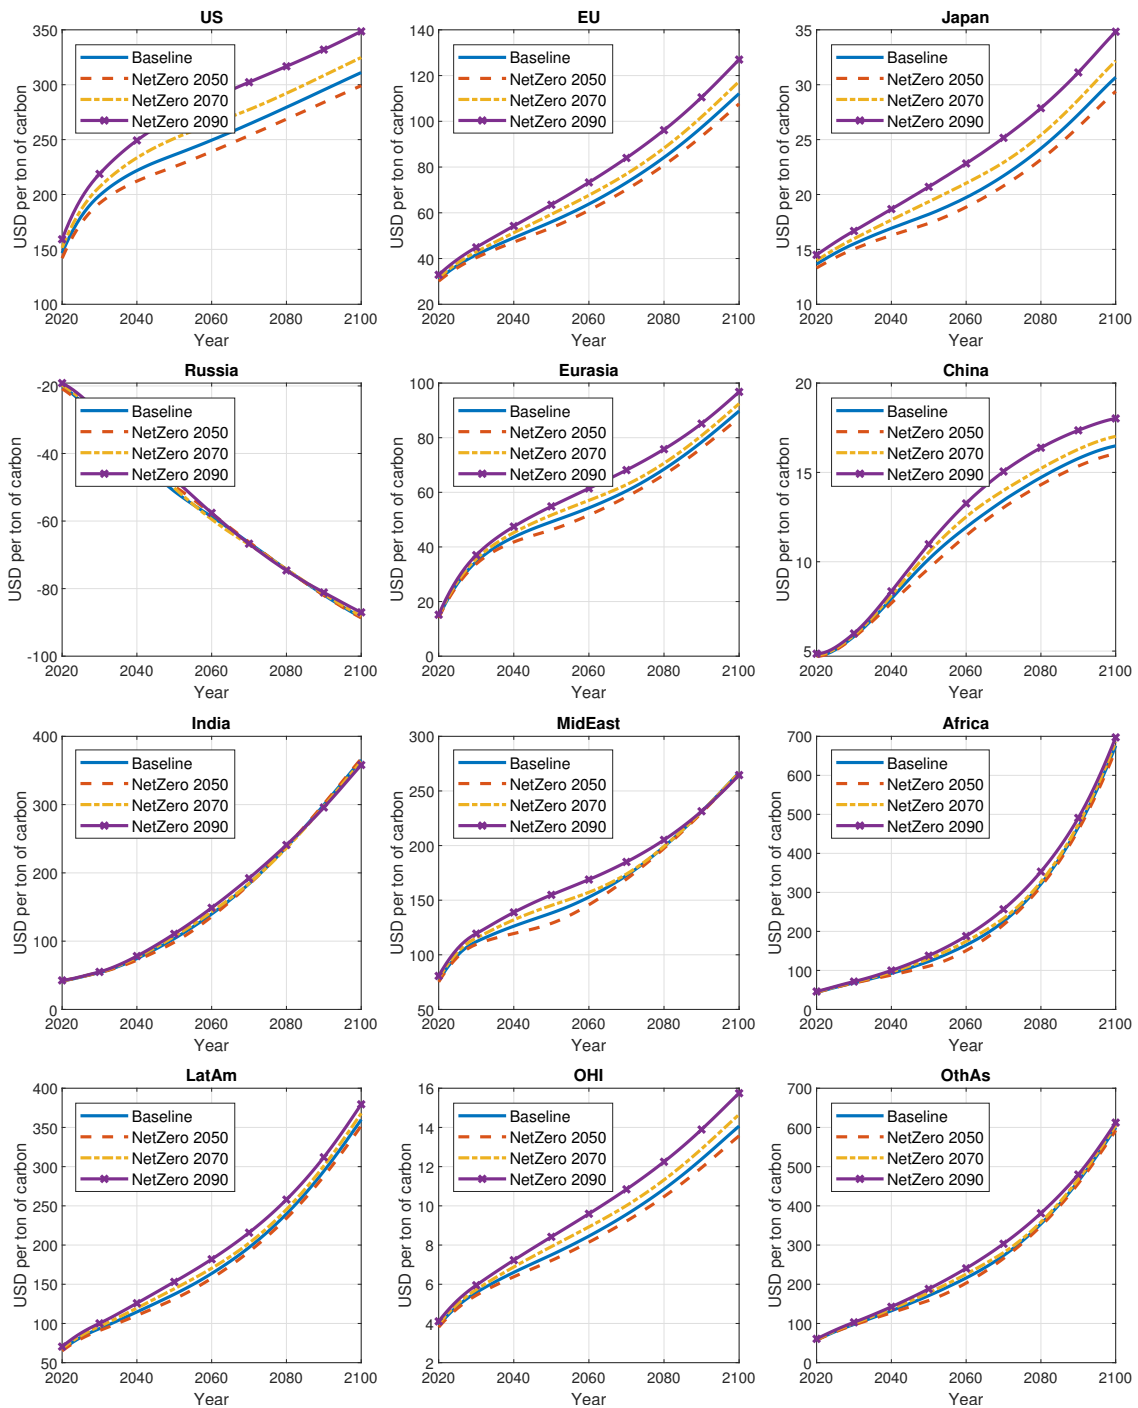 US
USD per ton of carbon
350
300
250
200
150
100
Baseline
NetZero 2050
NetZero 2070
NetZero 2090
2020 2040 2060 2080 2100
Year
EU
USD per ton of carbon
140
120
100
80
60
40
20
Baseline
NetZero 2050
NetZero 2070
NetZero 2090
2020 2040 2060 2080 2100
Year
Japan
USD per ton of carbon
35
30
25
20
15
10
Baseline
NetZero 2050
NetZero 2070
NetZero 2090
2020 2040 2060 2080 2100
Year
Russia
USD per ton of carbon
-20
-60
-80
-100
Baseline
NetZero 2050
NetZero 2070
NetZero 2090
2020 2040 2060 2080 2100
Year
Eurasia
USD per ton of carbon
100
80
60
40
20
0
Baseline
NetZero 2050
NetZero 2070
NetZero 2090
2020 2040 2060 2080 2100
Year
China
USD per ton of carbon
20
15
10
5
Baseline
NetZero 2050
NetZero 2070
NetZero 2090
2020 2040 2060 2080 2100
Year
India
USD per ton of carbon
400
300
200
100
0
Baseline
NetZero 2050
NetZero 2070
NetZero 2090
2020 2040 2060 2080 2100
Year
MidEast
USD per ton of carbon
300
250
200
150
100
50
Baseline
NetZero 2050
NetZero 2070
NetZero 2090
2020 2040 2060 2080 2100
Year
Africa
USD per ton of carbon
700
600
500
400
300
200
100
0
Baseline
NetZero 2050
NetZero 2070
NetZero 2090
2020 2040 2060 2080 2100
Year
LatAm
USD per ton of carbon
400
350
300
250
200
150
100
50
Baseline
NetZero 2050
NetZero 2070
NetZero 2090
2020 2040 2060 2080 2100
Year
OHI
USD per ton of carbon
16
14
12
10
8
6
4
2
Baseline
NetZero 2050
NetZero 2070
NetZero 2090
2020 2040 2060 2080 2100
Year
OthAs
USD per ton of carbon
700
600
500
400
300
200
100
0
Baseline
NetZero 2050
NetZero 2070
NetZero 2090
2020 2040 2060 2080 2100
Year